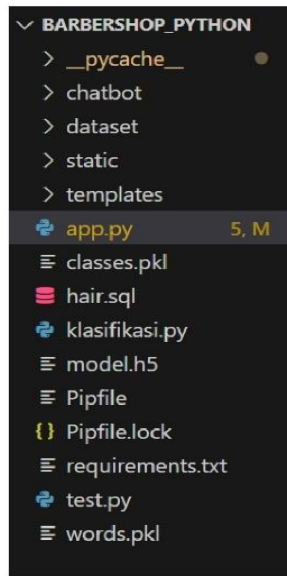 BARBERSHOP_PYTHON
__pycache__
chatbot
dataset
static
templates
app.py 5, M
classes.pkl
hair.sql
klasifikasi.py
model.h5
Pipfile
{} Pipfile.lock
requirements.txt
test.py
words.pkl